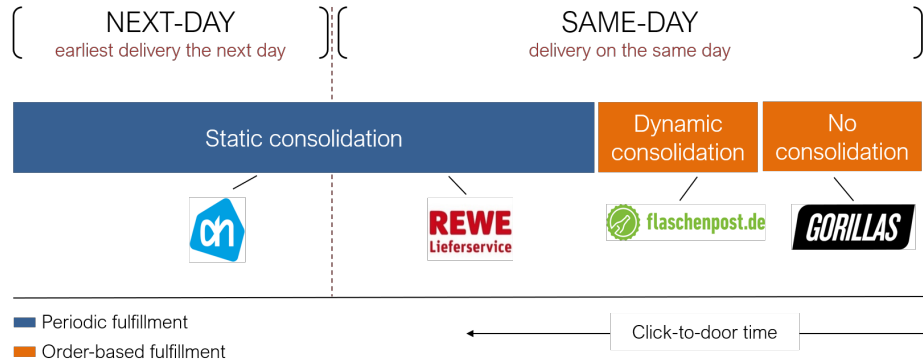 NEXT-DAY
earliest delivery the next day
SAME-DAY
delivery on the same day
Static consolidation
Dynamic
consolidation
No
consolidation
ah
REWE
Lieferservice
flaschenpost.de
GORILLAS
Periodic fulfillment
Order-based fulfillment
Click-to-door time